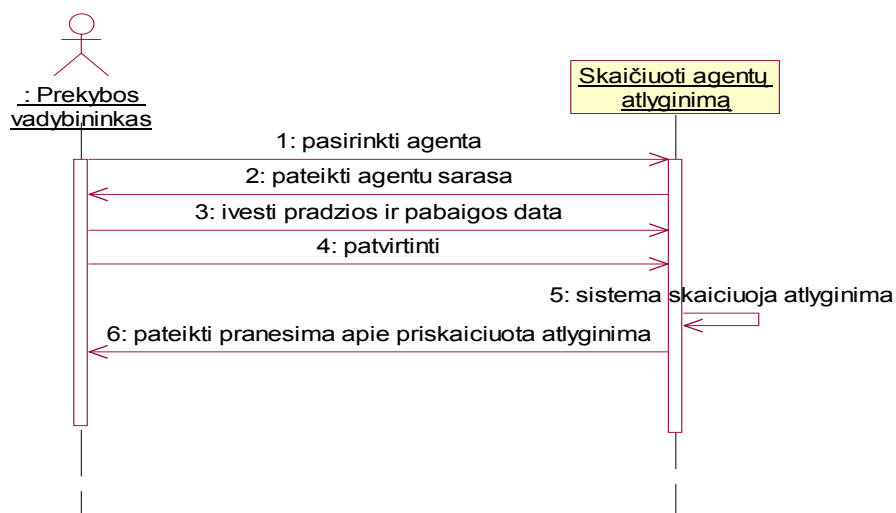 : Prekybos
vadybininkas
Skaičiuoti agentų
atlyginimą
1: pasirinkti agenta
2: pateikti agentu sarasa
3: ivesti pradzios ir pabaigos data
4: patvirtinti
5: sistema skaiciuoja atlyginima
6: pateikti pranesima apie priskaiciuota atlyginima